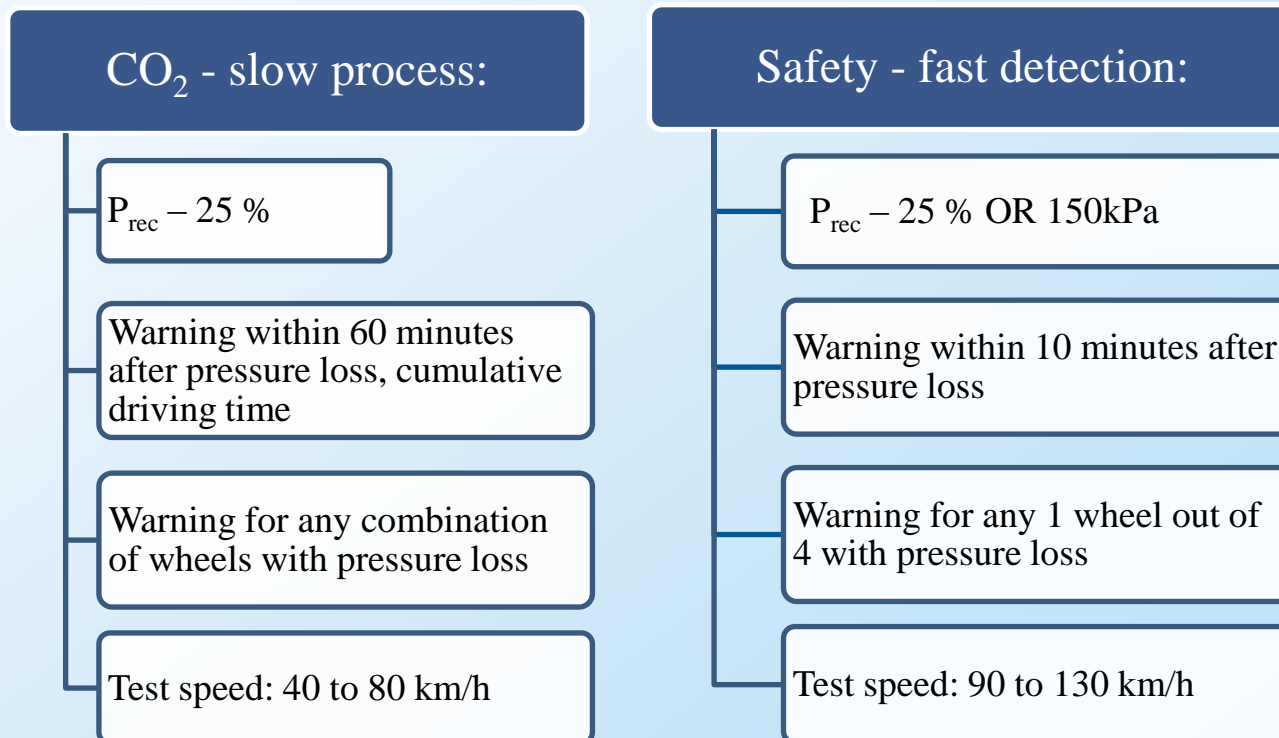 CO₂ - slow process:
P_rec – 25 %
Warning within 60 minutes
after pressure loss, cumulative
driving time
Warning for any combination
of wheels with pressure loss
Test speed: 40 to 80 km/h
Safety - fast detection:
P_rec – 25 % OR 150kPa
Warning within 10 minutes after
pressure loss
Warning for any 1 wheel out of
4 with pressure loss
Test speed: 90 to 130 km/h